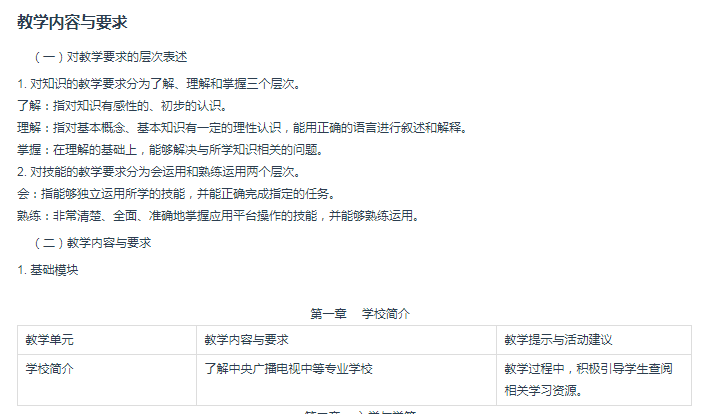 教学内容与要求
（一）对教学要求的层次表述
1. 对知识的教学要求分为了解、理解和掌握三个层次。
了解：指对知识有感性的、初步的认识。
理解：指对基本概念、基本知识有一定的理性认识，能用正确的语言进行叙述和解释。
掌握：在理解的基础上，能够解决与所学知识相关的问题。
2. 对技能的教学要求分为会运用和熟练运用两个层次。
会：指能够独立运用所学的技能，并能正确完成指定的任务。
熟练：非常清楚、全面、准确地掌握应用平台操作的技能，并能够熟练运用。
（二）教学内容与要求
1. 基础模块
第一章　学校简介
教学单元
教学内容与要求
教学提示与活动建议
学校简介
了解中央广播电视中等专业学校
教学过程中，积极引导学生查阅
相关学习资源。